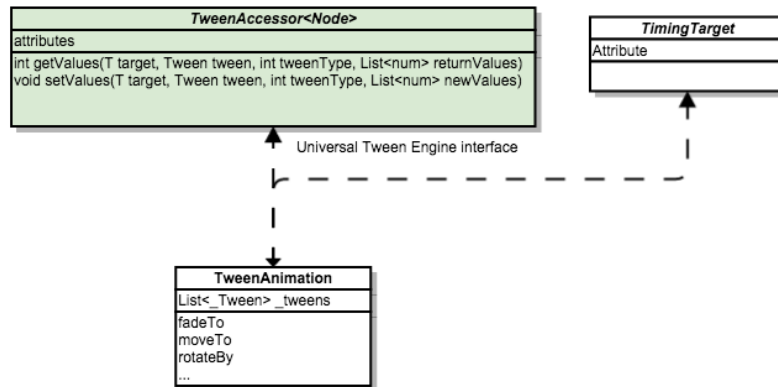 TweenAccessor<Node>
attributes
int getValues(T target, Tween tween, int tweenType, List<num> returnValues)
void setValues(T target, Tween tween, int tweenType, List<num> newValues)
TimingTarget
Attribute
Universal Tween Engine interface
TweenAnimation
List<_Tween> _tweens
fadeTo
moveTo
rotateBy
...